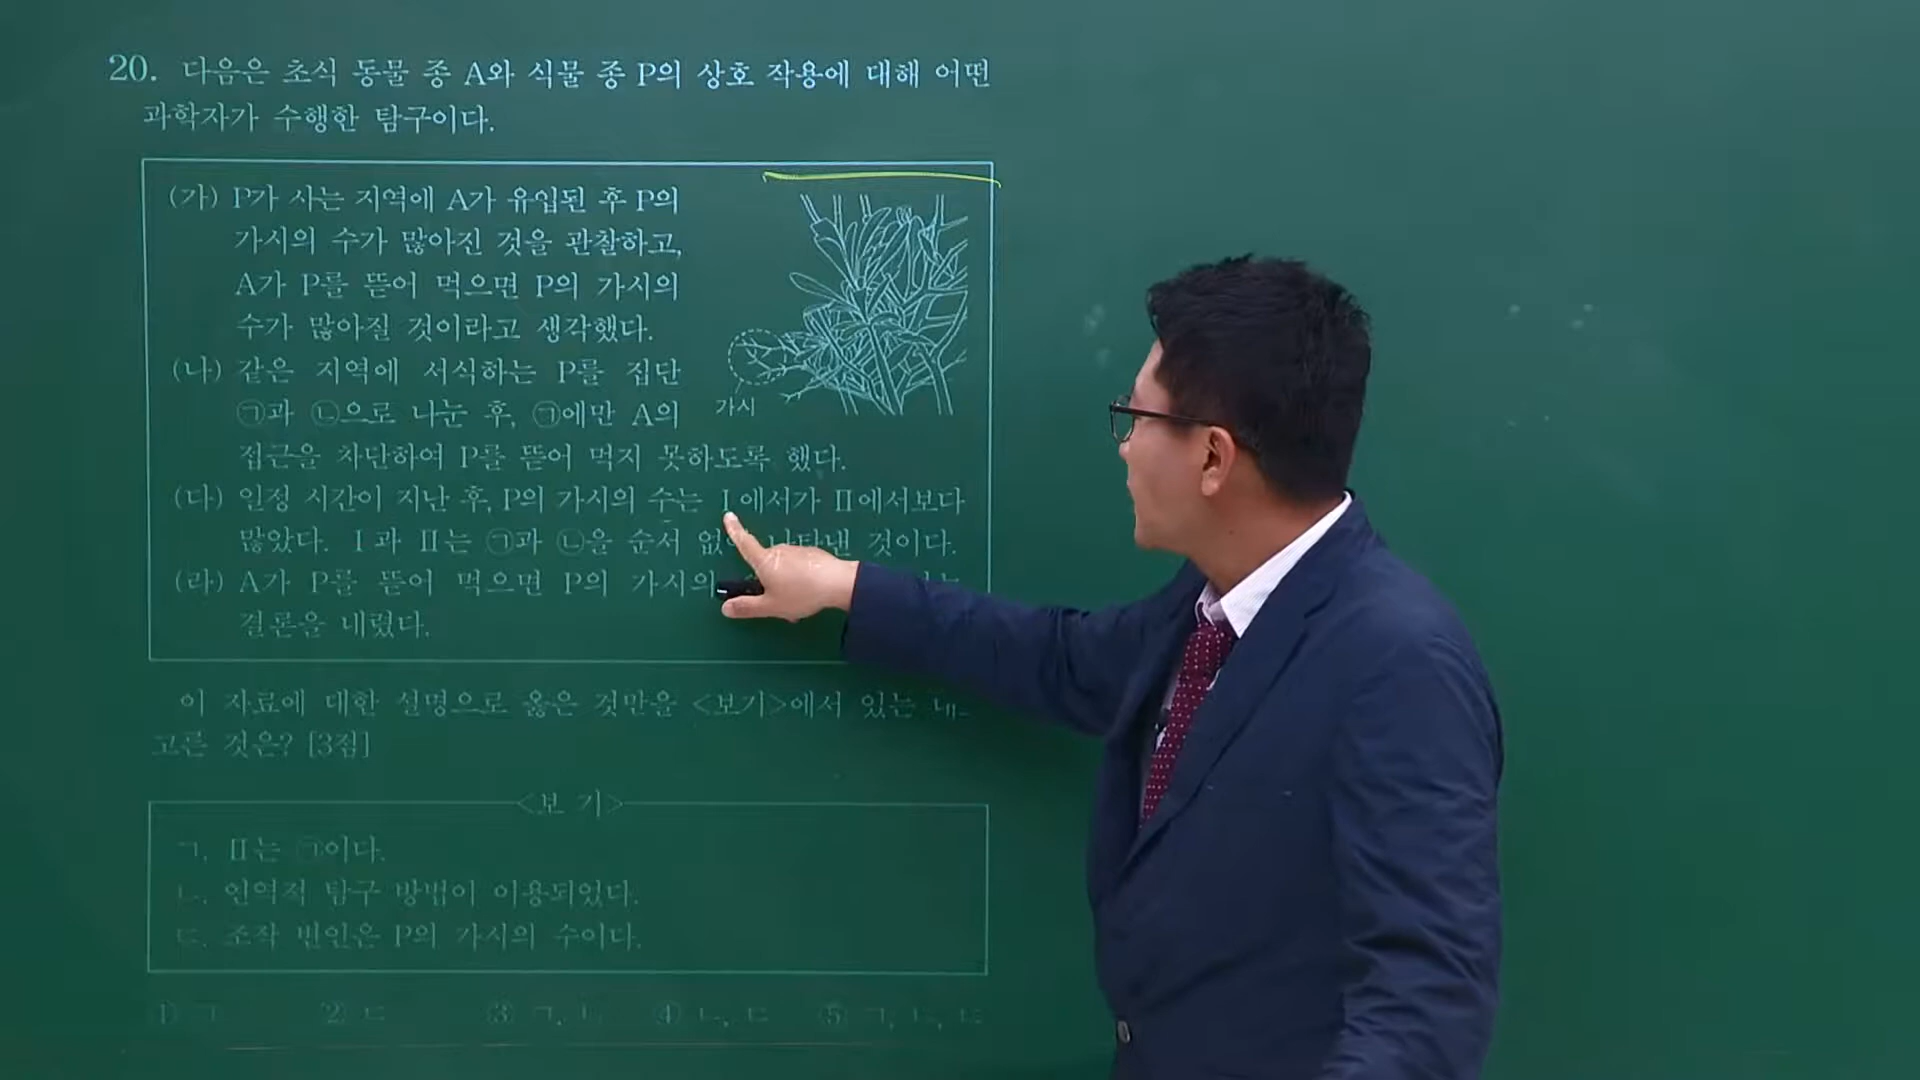 20. 다음은 초식 동물 종 A와 식물 종 P의 상호 작용에 대해 어떤
과학자가 수행한 탐구이다.
(가) P가 사는 지역에 A가 유입된 후 P의
가시의 수가 많아진 것을 관찰하고,
A가 P를 뜯어 먹으면 P의 가시의
수가 많아질 것이라고 생각했다.
(나) 같은 지역에 서식하는 P를 집단
㉠과 ㉡으로 나눈 후, ㉠에만 A의
접근을 차단하여 P를 뜯어 먹지 못하도록 했다.
가시
(다) 일정 시간이 지난 후, P의 가시의 수는 Ⅰ에서가 Ⅱ에서보다
많았다. Ⅰ과 Ⅱ는 ㉠과 ㉡을 순서 없이 나타낸 것이다.
(라) A가 P를 뜯어 먹으면 P의 가시의
결론을 내렸다.
이 자료에 대한 설명으로 옳은 것만을 <보기>에서 있는
고른 것은? [3점]
<보 기>
ㄱ. Ⅱ는 ㉠이다.
ㄴ. 연역적 탐구 방법이 이용되었다.
ㄷ. 조작 변인은 P의 가시의 수이다.
① ㄱ ② ㄷ ③ ㄱ, ㄴ ④ ㄴ, ㄷ ⑤ ㄱ, ㄴ, ㄷ